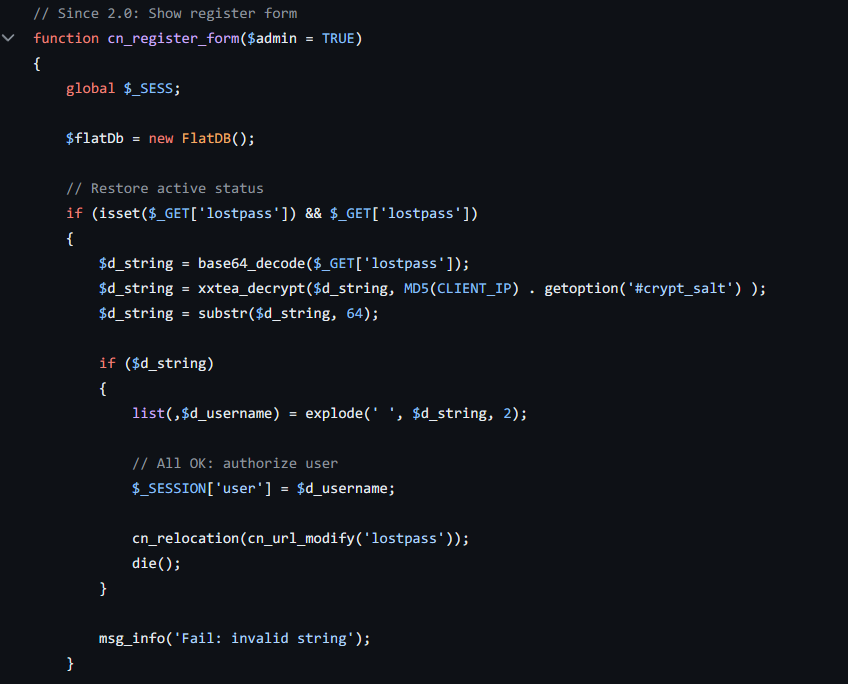 // Since 2.0: Show register form
function cn_register_form($admin = TRUE)
{
    global $_SESS;

    $flatDb = new FlatDB();

    // Restore active status
    if (isset($_GET['lostpass']) && $_GET['lostpass'])
    {
        $d_string = base64_decode($_GET['lostpass']);
        $d_string = xxtea_decrypt($d_string, MD5(CLIENT_IP) . getoption('#crypt_salt') );
        $d_string = substr($d_string, 64);

        if ($d_string)
        {
            list(,$d_username) = explode(' ', $d_string, 2);

            // All OK: authorize user
            $_SESSION['user'] = $d_username;

            cn_relocation(cn_url_modify('lostpass'));
            die();
        }

        msg_info('Fail: invalid string');
    }